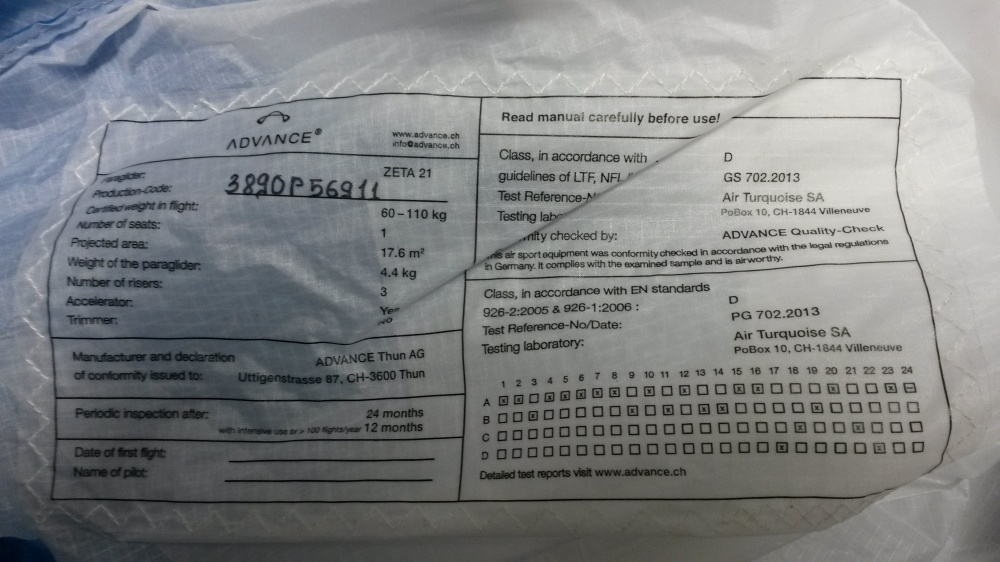 ADVANCE®
www.advance.ch
info@advance.ch
Paraglider: ZETA 21
Production-Code: 3890P56911
Certified weight in flight: 60–110 kg
Number of seats: 1
Projected area: 17.6 m²
Weight of the paraglider: 4.4 kg
Number of risers: 3
Accelerator: Yes
Trimmer: No
Manufacturer and declaration
of conformity issued to:
ADVANCE Thun AG
Uttigenstrasse 87, CH-3600 Thun
Periodic inspection after: 24 months
with intensive use or > 100 flights/year 12 months
Date of first flight:
Name of pilot:
Read manual carefully before use!
Class, in accordance with D
guidelines of LTF, NFL GS 702.2013
Test Reference-N Air Turquoise SA
Testing PoBox 10, CH-1844 Villeneuve
checked by: ADVANCE Quality-Check
air sport equipment was conformity checked in accordance with the legal regulations
in Germany. It complies with the examined sample and is airworthy.
Class, in accordance with EN standards
926-2:2005 & 926-1:2006 : D
Test Reference-No/Date: PG 702.2013
Testing laboratory: Air Turquoise SA
PoBox 10, CH-1844 Villeneuve
1 2 3 4 5 6 7 8 9 10 11 12 13 14 15 16 17 18 19 20 21 22 23 24
A
B
C
D
Detailed test reports visit www.advance.ch